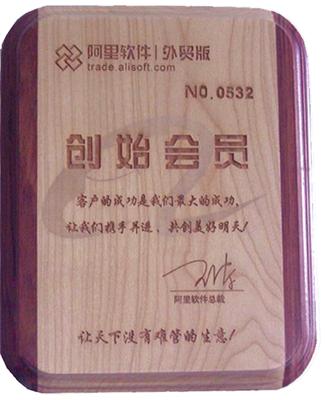 阿里软件|外贸版
trade.alisoft.com
NO.0532
创始会员
客户的成功是我们最大的成功,
让我们携手并进、共创美好明天!
阿里软件总裁
让天下没有难管的生意!